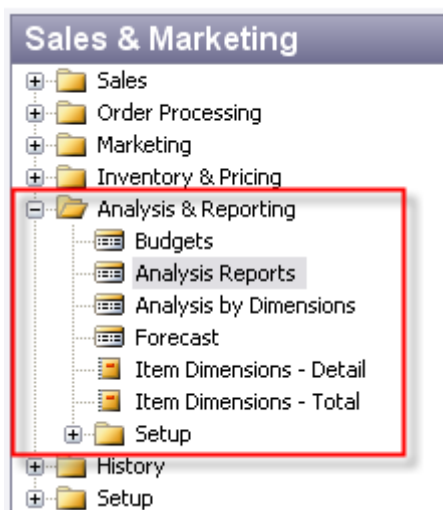 Sales & Marketing
Sales
Order Processing
Marketing
Inventory & Pricing
Analysis & Reporting
Budgets
Analysis Reports
Analysis by Dimensions
Forecast
Item Dimensions - Detail
Item Dimensions - Total
Setup
History
Setup